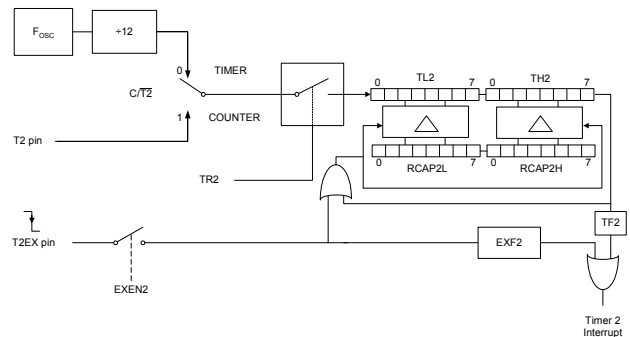 FOSC
÷12
0
TIMER
C/T2
1
COUNTER
T2 pin
TR2
0
TL2
7
0
TH2
7
0
RCAP2L
7
0
RCAP2H
7
TF2
T2EX pin
EXEN2
EXF2
Timer 2
Interrupt